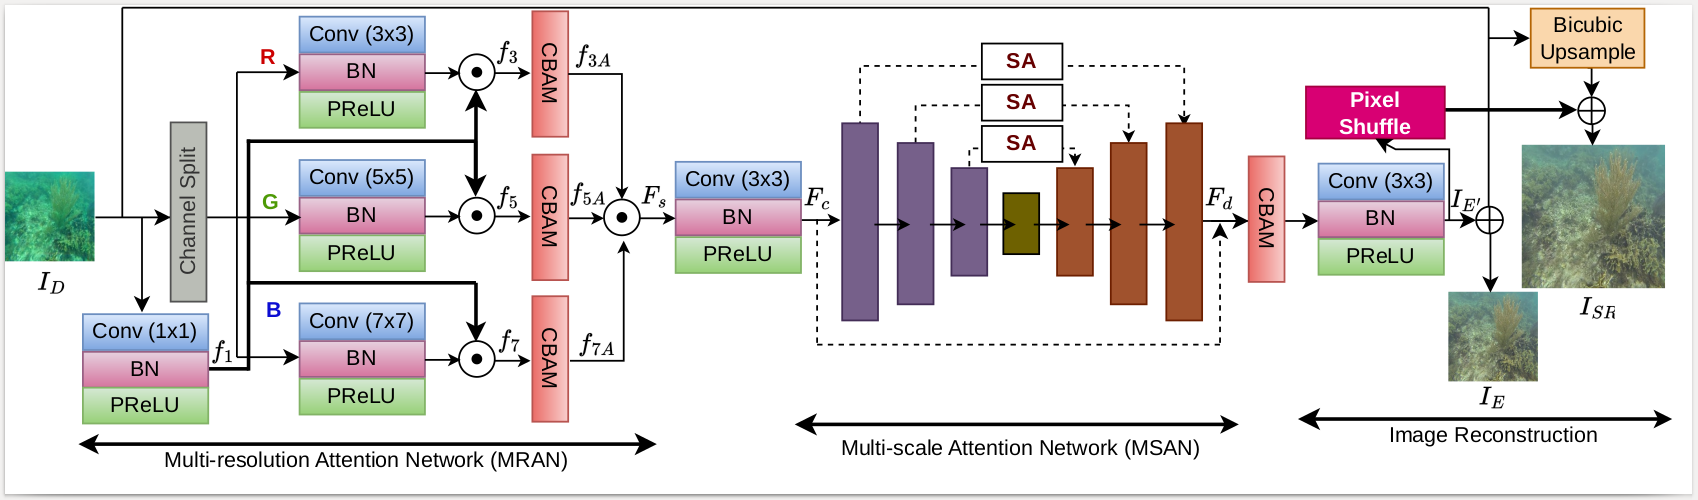 I_D
Channel Split
Conv (1x1)
BN
PReLU
f_1
R
Conv (3x3)
BN
PReLU
f_3
CBAM
f_{3A}
G
Conv (5x5)
BN
PReLU
f_5
CBAM
f_{5A}
B
Conv (7x7)
BN
PReLU
f_7
CBAM
f_{7A}
F_s
Multi-resolution Attention Network (MRAN)
Conv (3x3)
BN
PReLU
F_c
SA
SA
SA
F_d
Multi-scale Attention Network (MSAN)
CBAM
Conv (3x3)
BN
PReLU
I_{E'}
Pixel
Shuffle
Bicubic
Upsample
I_{SR}
I_E
Image Reconstruction